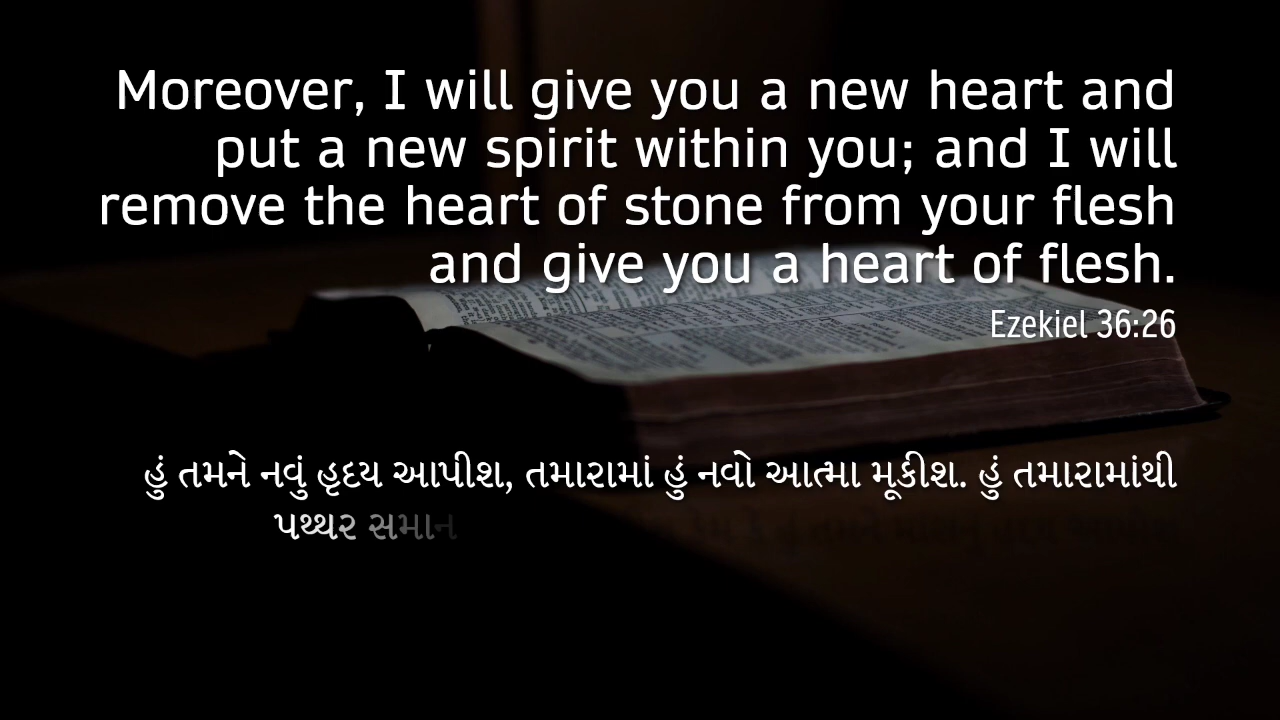 Moreover, I will give you a new heart and
put a new spirit within you; and I will
remove the heart of stone from your flesh
and give you a heart of flesh.
Ezekiel 36:26
હું તમને નવું હૃદય આપીશ, તમારામાં હું નવો આત્મા મૂકીશ. હું તમારામાંથી
પથ્થર સમાન